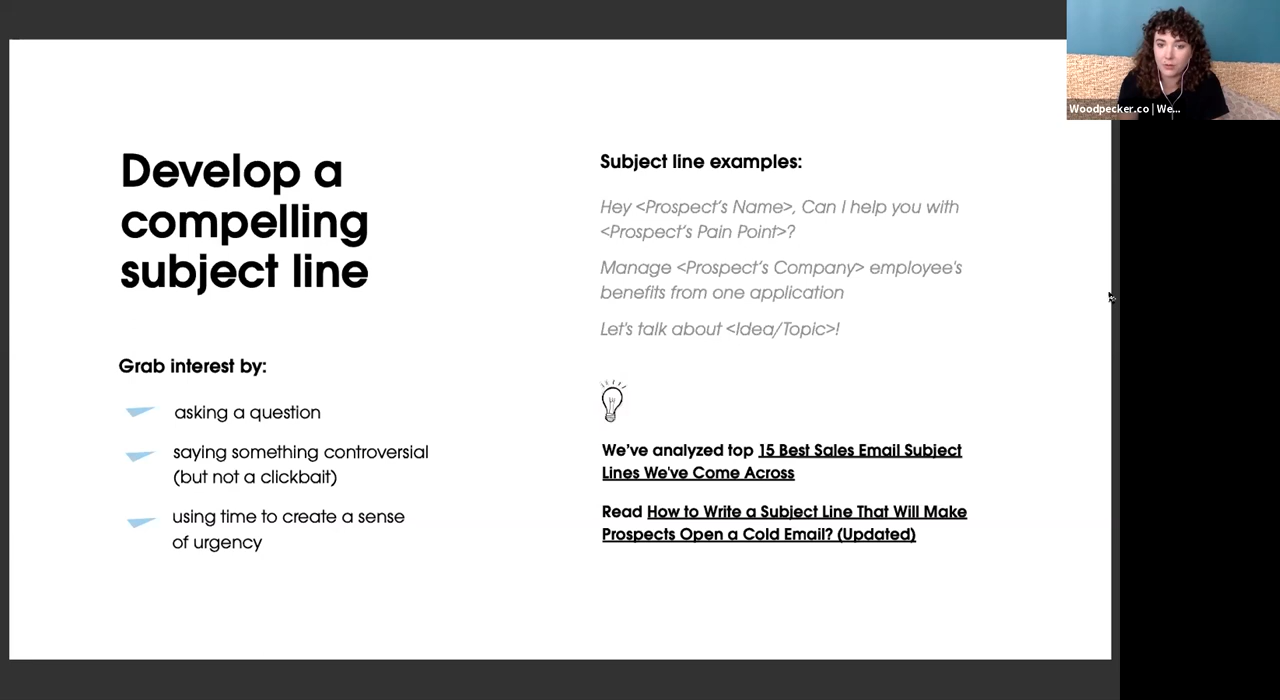 Develop a
compelling
subject line
Grab interest by:
asking a question
saying something controversial
(but not a clickbait)
using time to create a sense
of urgency
Subject line examples:
Hey <Prospect’s Name>, Can I help you with
<Prospect’s Pain Point>?
Manage <Prospect’s Company> employee's
benefits from one application
Let's talk about <Idea/Topic>!
We’ve analyzed top 15 Best Sales Email Subject
Lines We've Come Across
Read How to Write a Subject Line That Will Make
Prospects Open a Cold Email? (Updated)
Woodpecker.co | We...